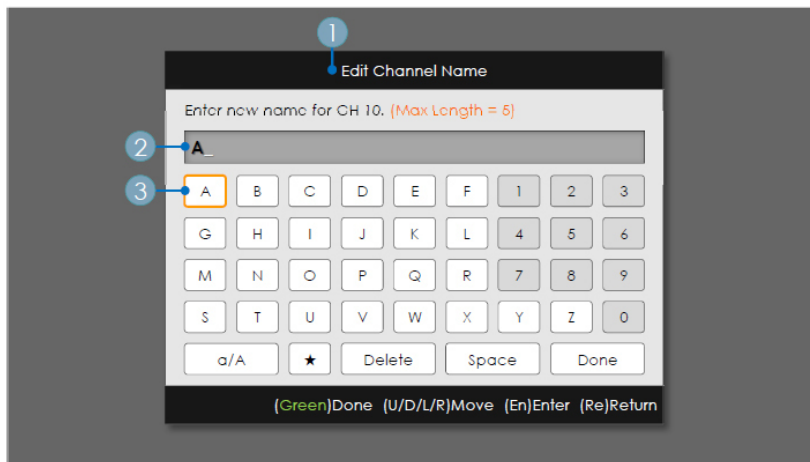 1
Edit Channel Name
Enter new name for CH 10. (Max Length = 5)
2 A_
3 A B C D E F 1 2 3
G H I J K L 4 5 6
M N O P Q R 7 8 9
S T U V W X Y Z 0
a/A ★ Delete Space Done
(Green)Done (U/D/L/R)Move (En)Enter (Re)Return